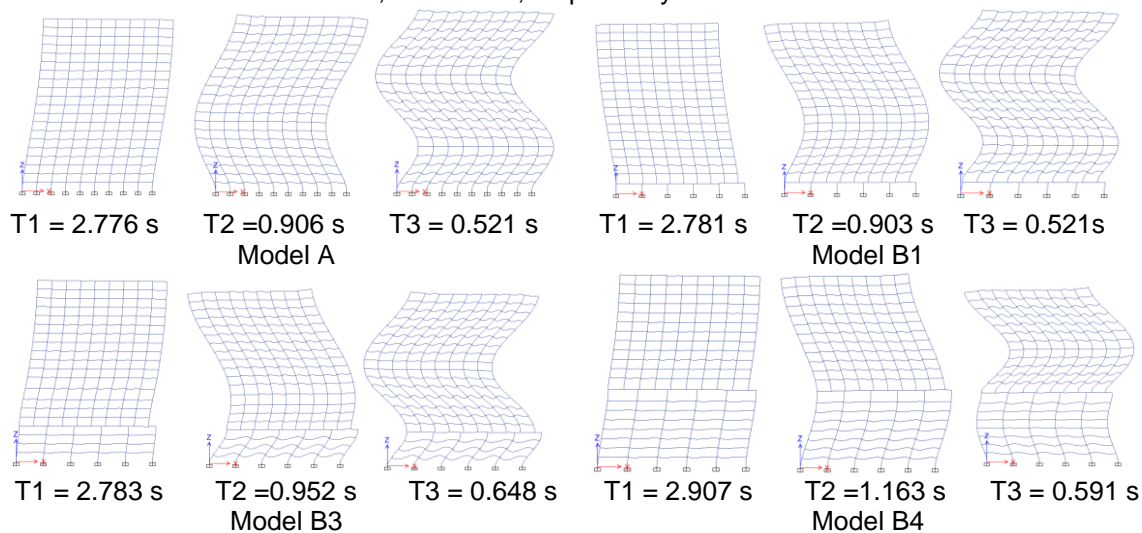 T1 = 2.776 s T2 =0.906 s T3 = 0.521 s T1 = 2.781 s T2 =0.903 s T3 = 0.521s
Model A Model B1
T1 = 2.783 s T2 =0.952 s T3 = 0.648 s T1 = 2.907 s T2 =1.163 s T3 = 0.591 s
Model B3 Model B4